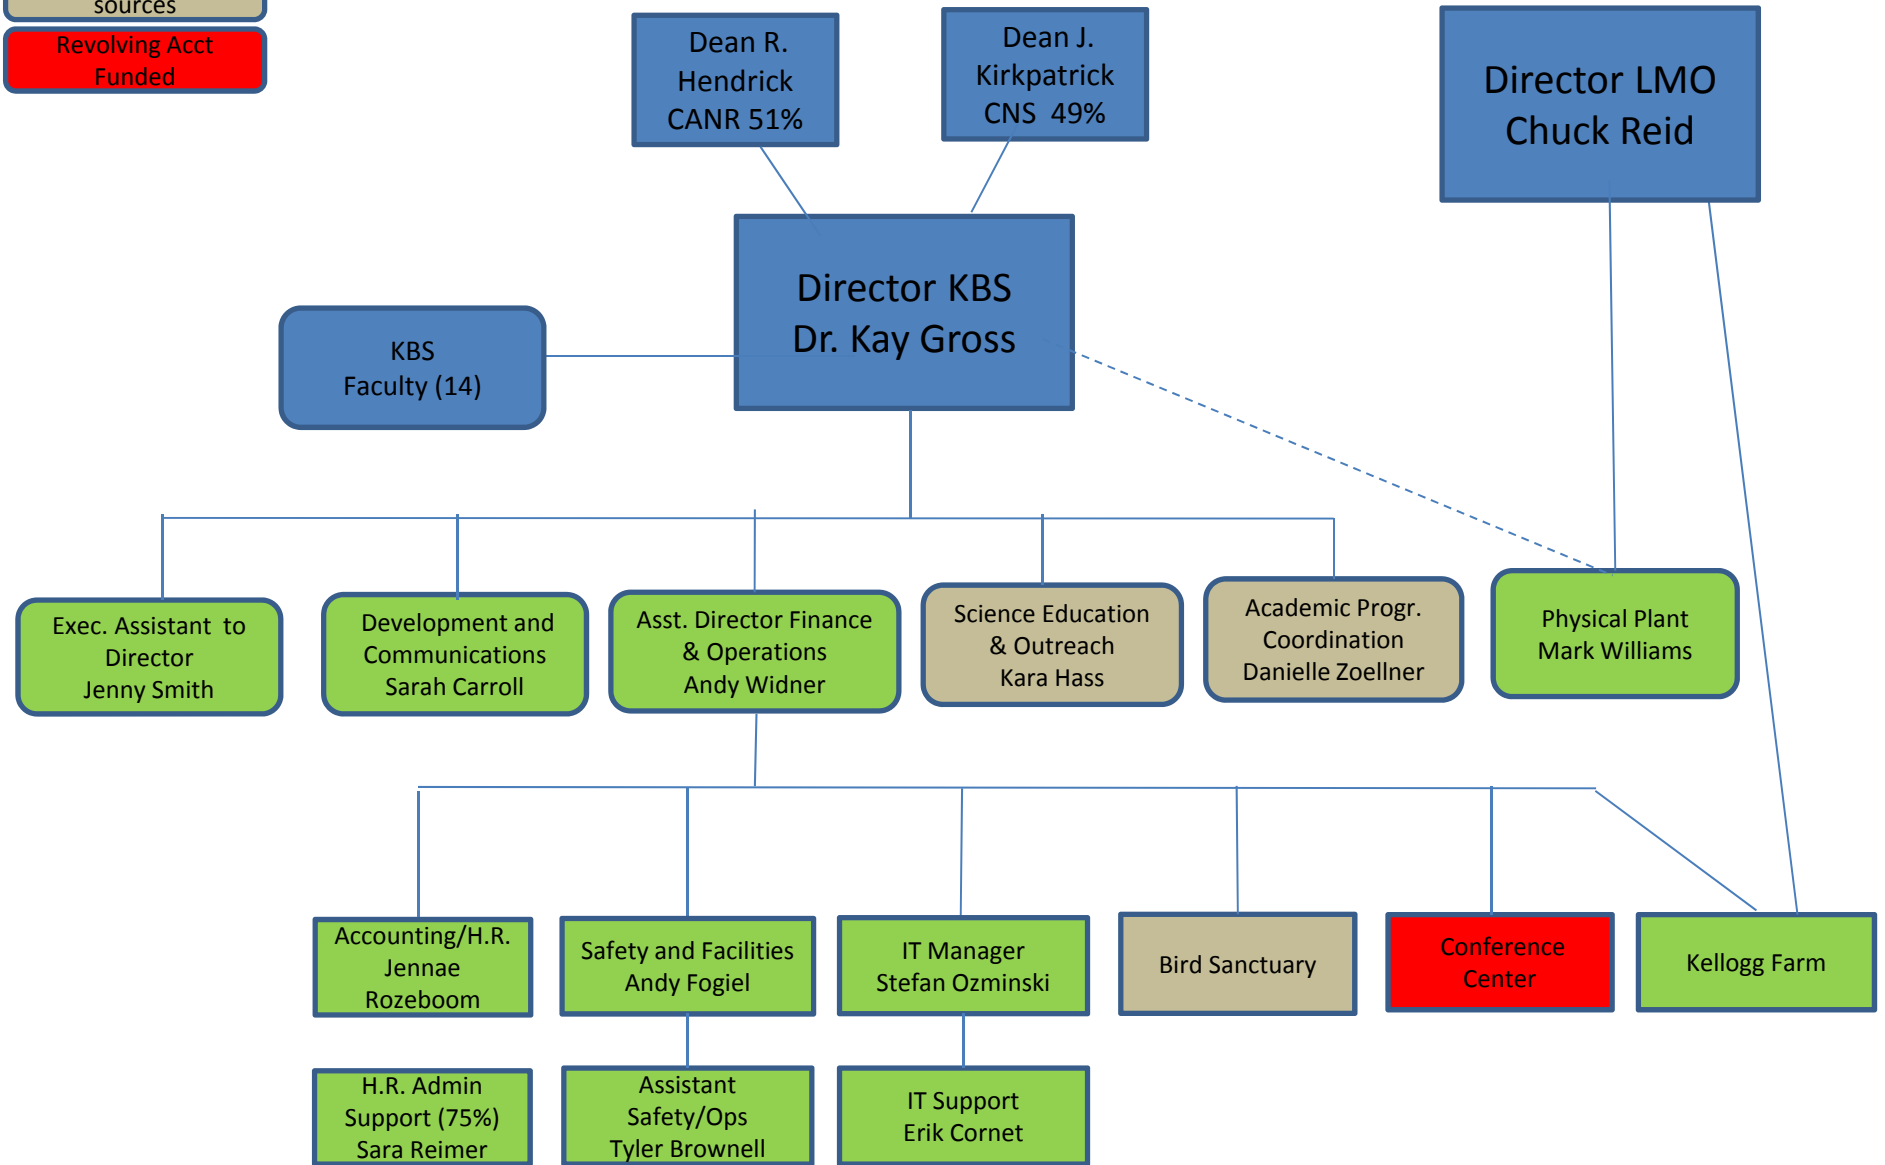 sources
Revolving Acct
Funded
Dean R.
Hendrick
CANR 51%
Dean J.
Kirkpatrick
CNS  49%
Director LMO
Chuck Reid
Director KBS
Dr. Kay Gross
KBS
Faculty (14)
Exec. Assistant  to
Director
Jenny Smith
Development and
Communications
Sarah Carroll
Asst. Director Finance
& Operations
Andy Widner
Science Education
& Outreach
Kara Hass
Academic Progr.
Coordination
Danielle Zoellner
Physical Plant
Mark Williams
Accounting/H.R.
Jennae
Rozeboom
Safety and Facilities
Andy Fogiel
IT Manager
Stefan Ozminski
Bird Sanctuary
Conference
Center
Kellogg Farm
H.R. Admin
Support (75%)
Sara Reimer
Assistant
Safety/Ops
Tyler Brownell
IT Support
Erik Cornet